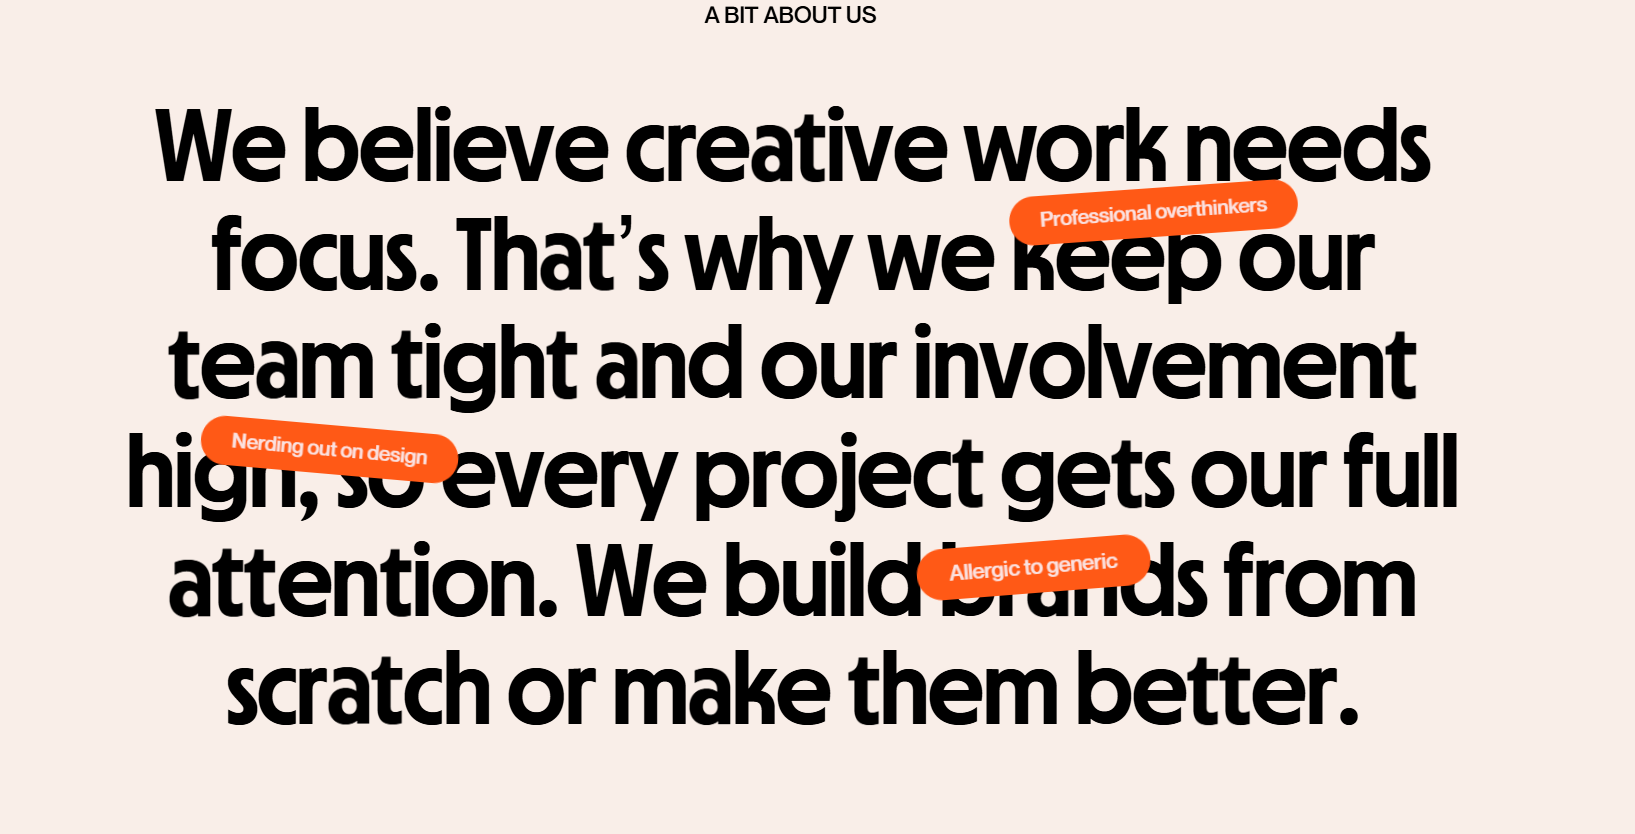 A BIT ABOUT US
We believe creative work needs
Professional overthinkers
focus. That’s why we keep our
team tight and our involvement
Nerding out on design
high, so every project gets our full
Allergic to generic
attention. We build brands from
scratch or make them better.